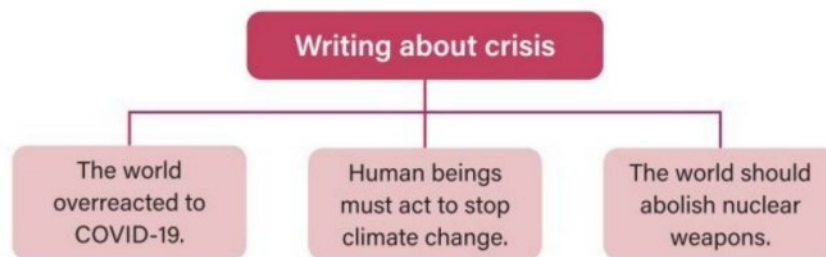 Writing about crisis
The world
overreacted to
COVID-19.
Human beings
must act to stop
climate change.
The world should
abolish nuclear
weapons.